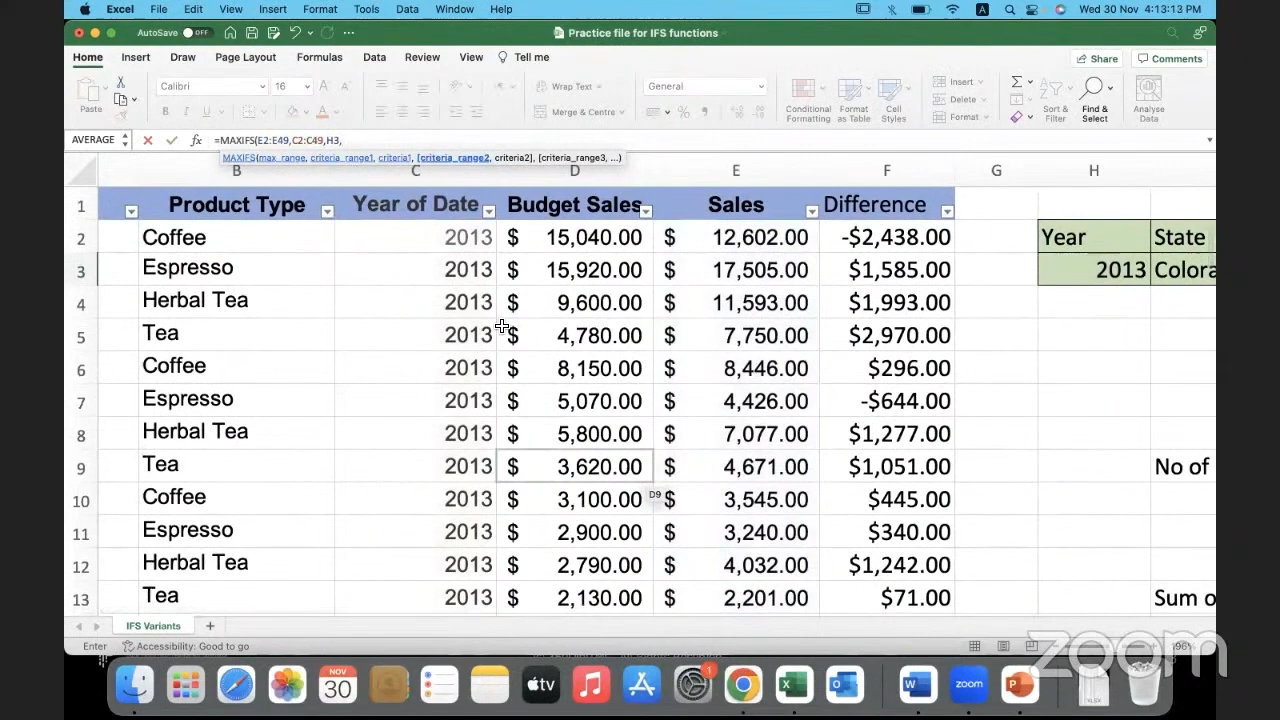 Excel File Edit View Insert Format Tools Data Window Help A Wed 30 Nov 4:13:13 PM
AutoSave OFF ... Practice file for IFS functions
Home Insert Draw Page Layout Formulas Data Review View Tell me Share Comments
Paste Calibri 16 Wrap Text General Insert
Merge & Centre Conditional Formatting Format as Table Cell Styles Delete Format Sort & Filter Find & Select Analyse Data
AVERAGE fx =MAXIFS(E2:E49,C2:C49,H3,
MAXIFS(max_range, criteria_range1, criteria1, [criteria_range2, criteria2], [criteria_range3, ...)
B C D E F G H
1 Product Type Year of Date Budget Sales Sales Difference
2 Coffee 2013 $ 15,040.00 $ 12,602.00 -$2,438.00 Year State
3 Espresso 2013 $ 15,920.00 $ 17,505.00 $1,585.00 2013 Colora
4 Herbal Tea 2013 $ 9,600.00 $ 11,593.00 $1,993.00
5 Tea 2013 $ 4,780.00 $ 7,750.00 $2,970.00
6 Coffee 2013 $ 8,150.00 $ 8,446.00 $296.00
7 Espresso 2013 $ 5,070.00 $ 4,426.00 -$644.00
8 Herbal Tea 2013 $ 5,800.00 $ 7,077.00 $1,277.00
9 Tea 2013 $ 3,620.00 $ 4,671.00 $1,051.00 No of
10 Coffee 2013 $ 3,100.00 D9 $ 3,545.00 $445.00
11 Espresso 2013 $ 2,900.00 $ 3,240.00 $340.00
12 Herbal Tea 2013 $ 2,790.00 $ 4,032.00 $1,242.00
13 Tea 2013 $ 2,130.00 $ 2,201.00 $71.00 Sum o
IFS Variants +
Enter Accessibility: Good to go 196%
zoom
NOV 30 tv 1 zoom
XLSX